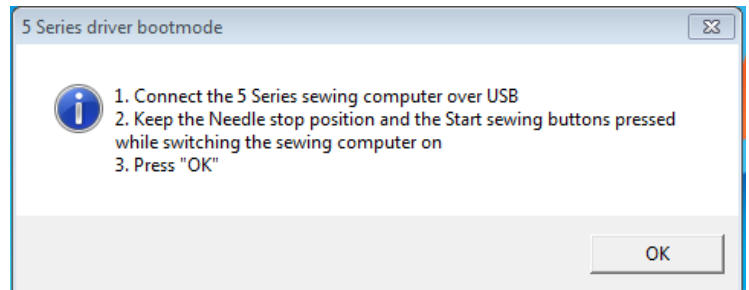 5 Series driver bootmode
1. Connect the 5 Series sewing computer over USB
2. Keep the Needle stop position and the Start sewing buttons pressed
while switching the sewing computer on
3. Press "OK"
OK